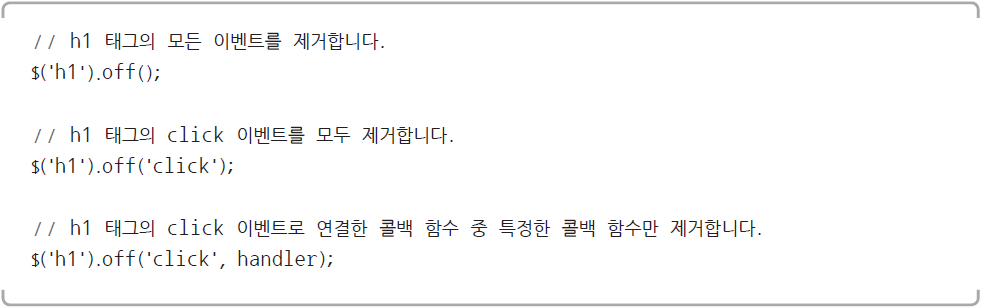 // h1 태그의 모든 이벤트를 제거합니다.
$('h1').off();
// h1 태그의 click 이벤트를 모두 제거합니다.
$('h1').off('click');
// h1 태그의 click 이벤트로 연결한 콜백 함수 중 특정한 콜백 함수만 제거합니다.
$('h1').off('click', handler);